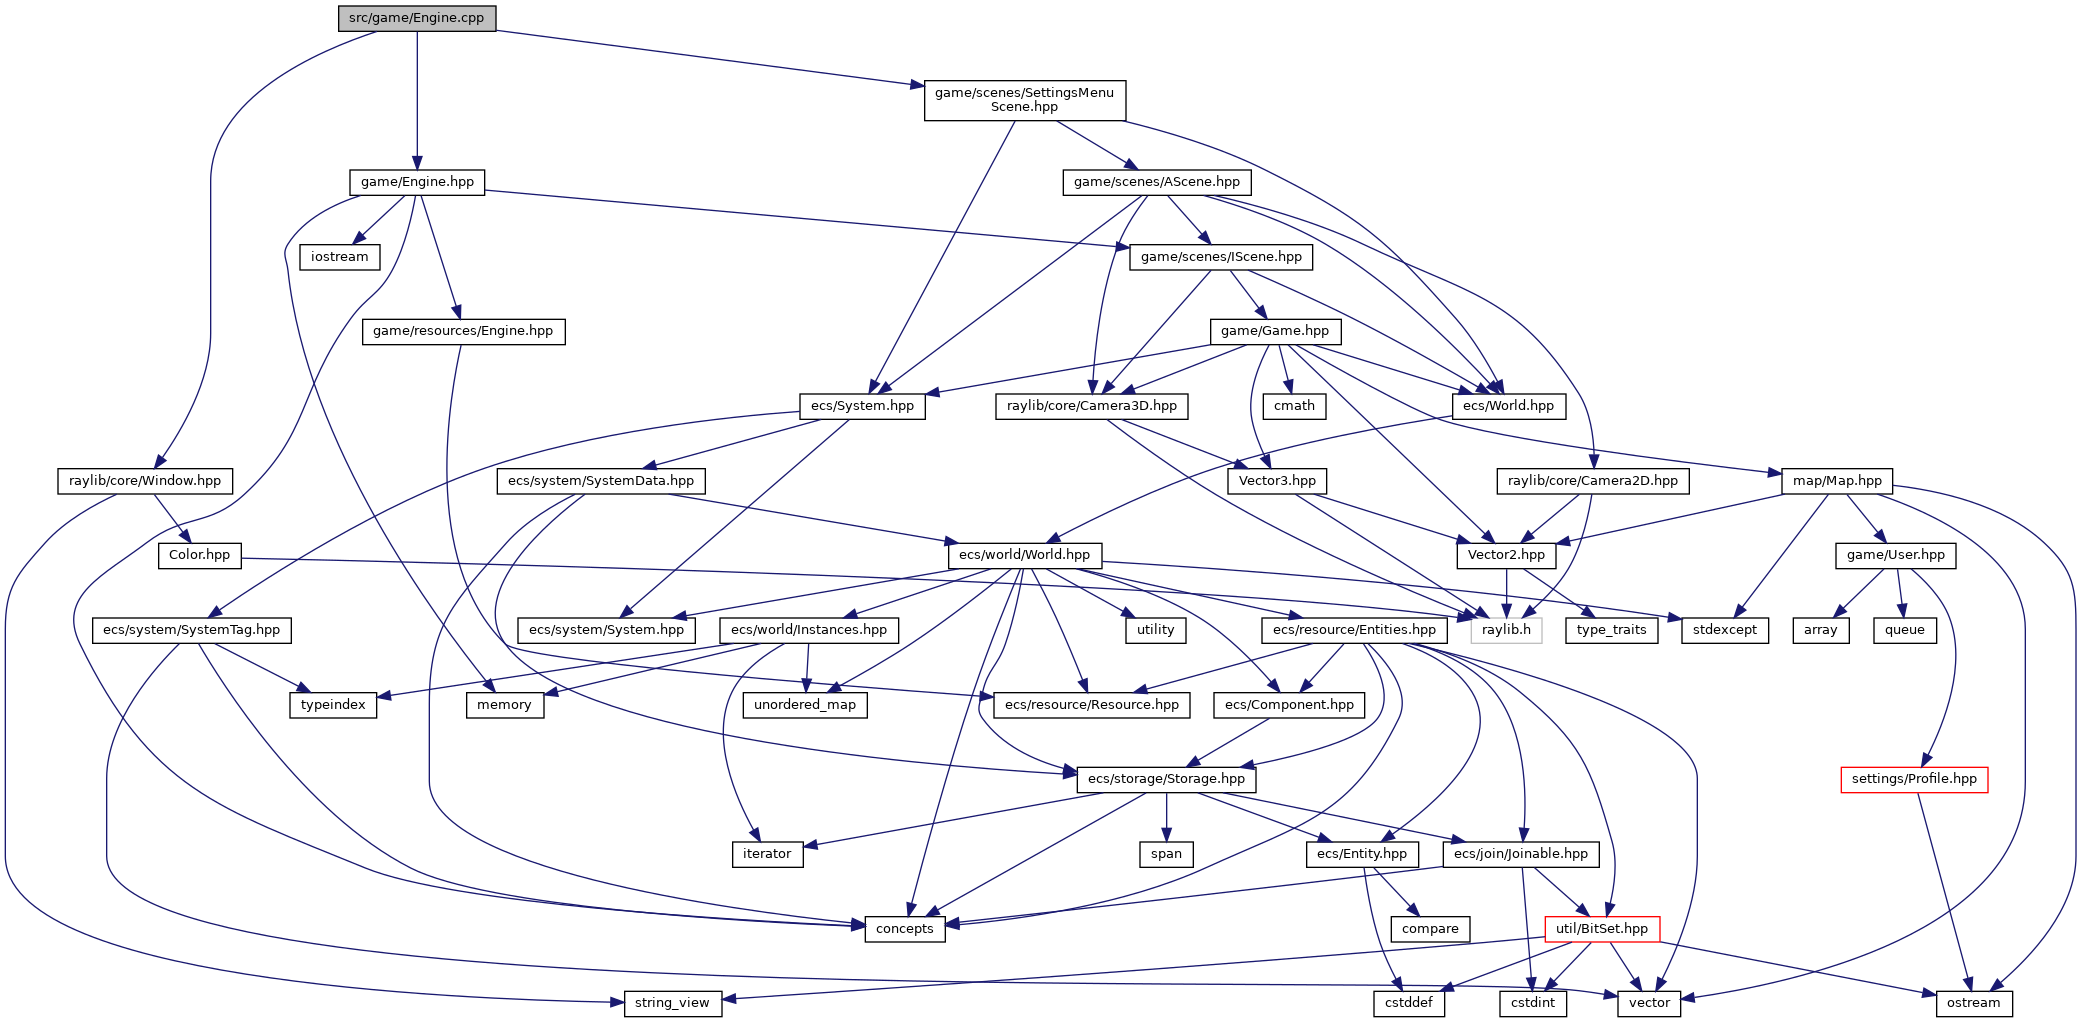 src/game/Engine.cpp
game/scenes/SettingsMenu
Scene.hpp
game/Engine.hpp
game/scenes/AScene.hpp
iostream
game/scenes/IScene.hpp
game/resources/Engine.hpp
game/Game.hpp
ecs/System.hpp
raylib/core/Camera3D.hpp
cmath
ecs/World.hpp
raylib/core/Window.hpp
ecs/system/SystemData.hpp
Vector3.hpp
raylib/core/Camera2D.hpp
map/Map.hpp
Color.hpp
ecs/world/World.hpp
Vector2.hpp
game/User.hpp
ecs/system/SystemTag.hpp
ecs/system/System.hpp
ecs/world/Instances.hpp
utility
ecs/resource/Entities.hpp
raylib.h
type_traits
stdexcept
array
queue
typeindex
memory
unordered_map
ecs/resource/Resource.hpp
ecs/Component.hpp
ecs/storage/Storage.hpp
settings/Profile.hpp
iterator
span
ecs/Entity.hpp
ecs/join/Joinable.hpp
concepts
compare
util/BitSet.hpp
string_view
cstddef
cstdint
vector
ostream